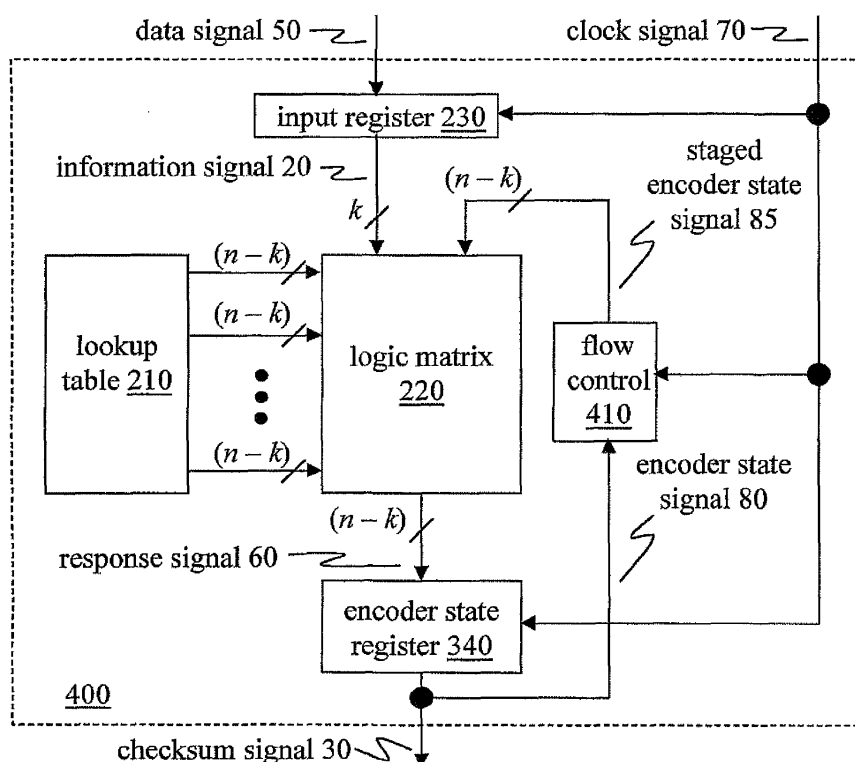 data signal 50
clock signal 70
input register 230
information signal 20
k
(n – k)
staged
encoder state
signal 85
(n – k)
(n – k)
(n – k)
lookup
table 210
logic matrix
220
flow
control
410
(n – k)
response signal 60
encoder state
signal 80
encoder state
register 340
400
checksum signal 30